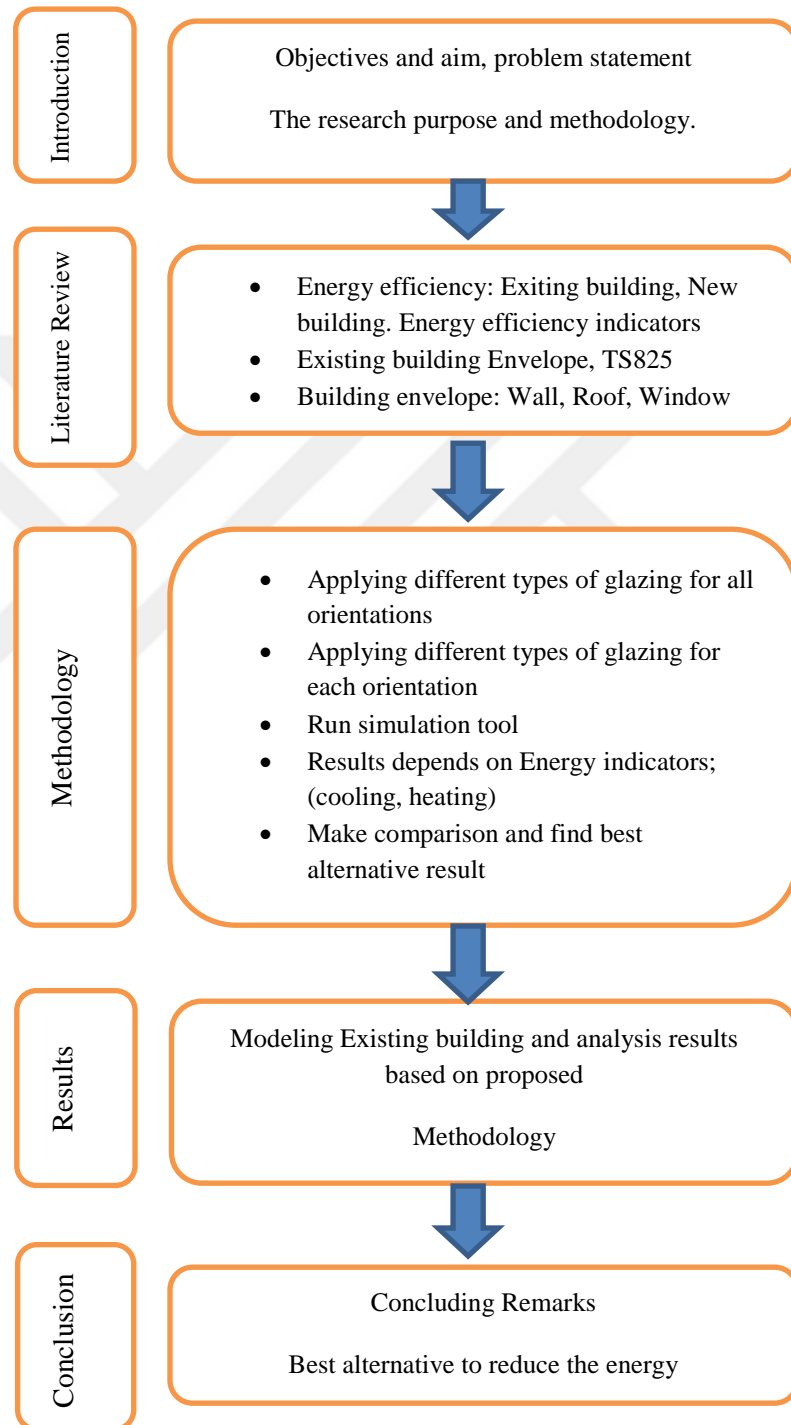 Introduction
Objectives and aim, problem statement
The research purpose and methodology.
Literature Review
• Energy efficiency: Exiting building, New
building. Energy efficiency indicators
• Existing building Envelope, TS825
• Building envelope: Wall, Roof, Window
Methodology
• Applying different types of glazing for all
orientations
• Applying different types of glazing for
each orientation
• Run simulation tool
• Results depends on Energy indicators;
(cooling, heating)
• Make comparison and find best
alternative result
Results
Modeling Existing building and analysis results
based on proposed
Methodology
Conclusion
Concluding Remarks
Best alternative to reduce the energy